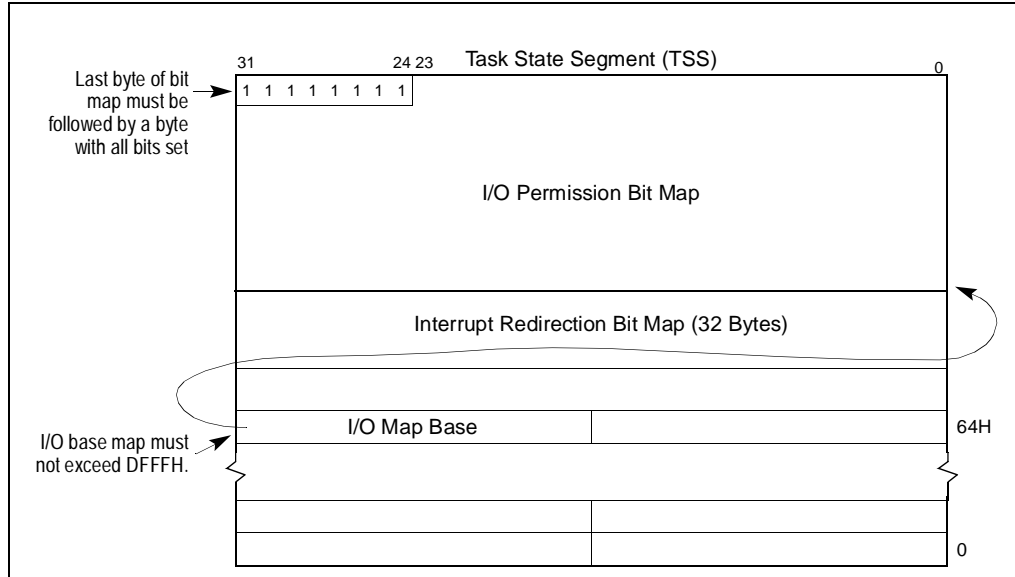 Task State Segment (TSS)
31
24 23
0
Last byte of bit
map must be
followed by a byte
with all bits set
1 1 1 1 1 1 1 1
I/O Permission Bit Map
Interrupt Redirection Bit Map (32 Bytes)
I/O Map Base
64H
I/O base map must
not exceed DFFFH.
0